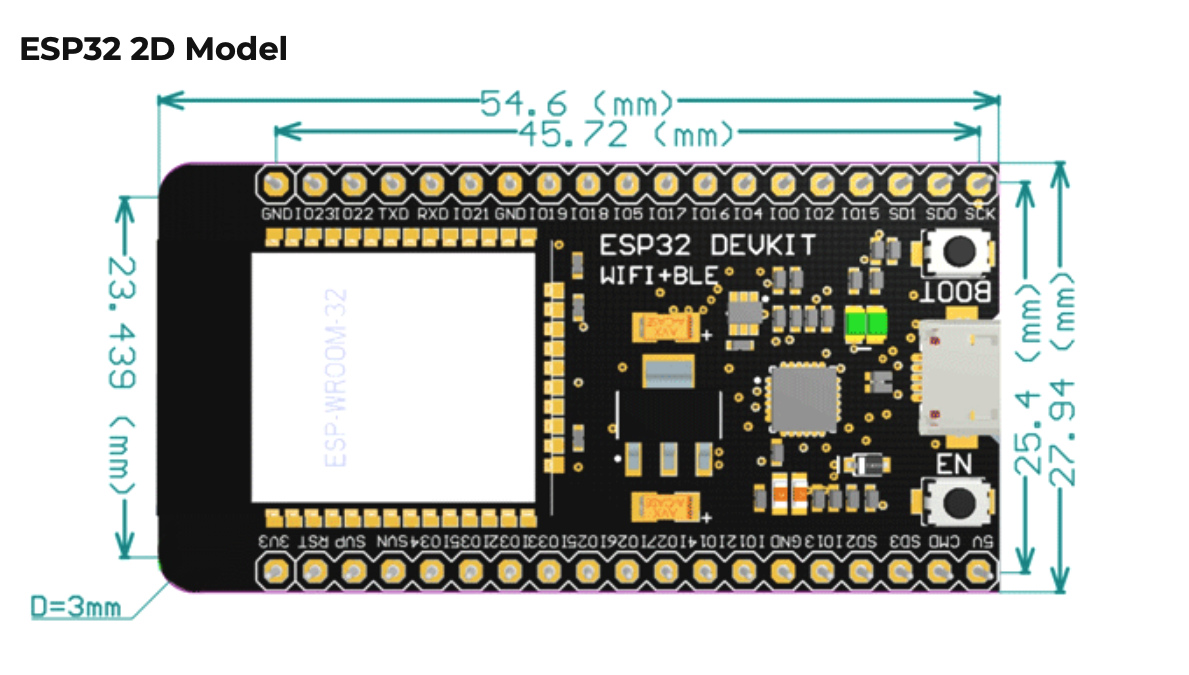 ESP32 2D Model
54.6 (mm)
45.72 (mm)
GND IO23 IO22 TXD RXD IO21 GND IO19 IO18 IO5 IO17 IO16 IO4 IO0 IO2 IO15 SD1 SD0 SCK
ESP32 DEVKIT
WIFI+BLE
BOOT
23.439 (mm)
ESP-WROOM-32
+
25.4 (mm)
27.94 (mm)
EN
+
3V3 RST SVP SVN IO34 IO35 IO32 IO33 IO25 IO26 IO27 IO14 IO12 GND IO13 SD2 SD3 CMD 5V
D=3mm